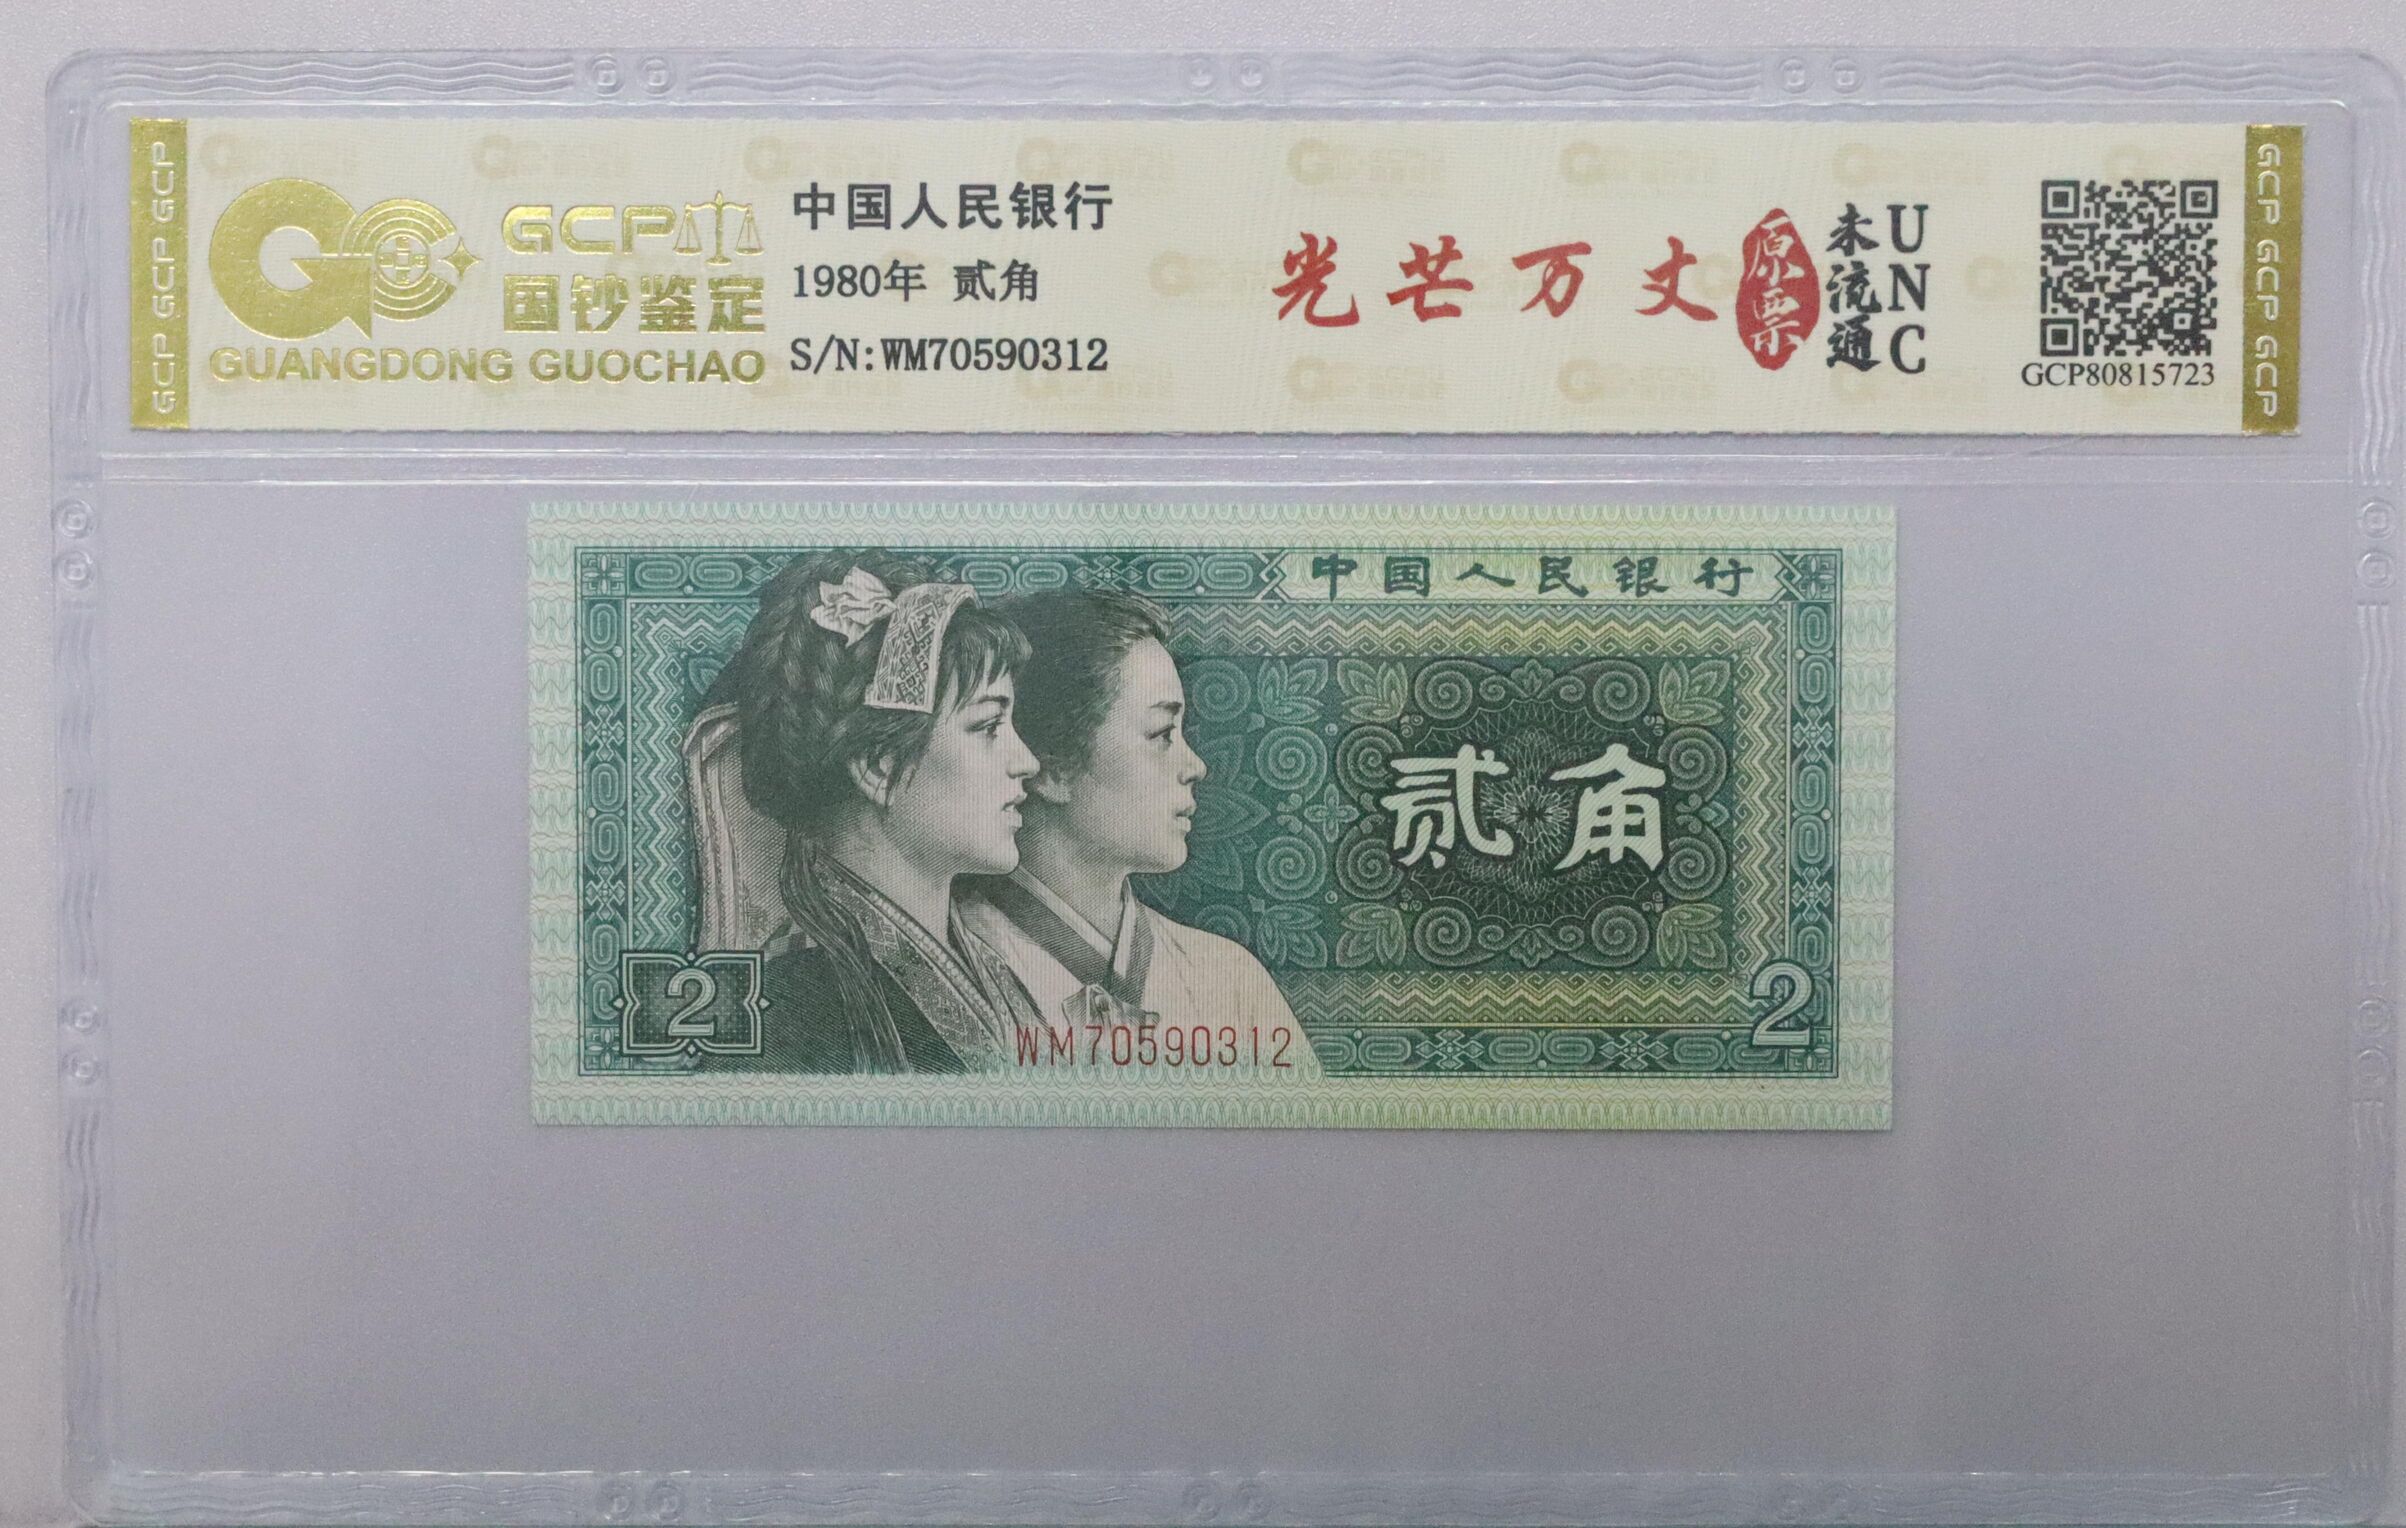 GCP GCP GCP
GCP
国钞鉴定
GUANGDONG GUOCHAO
中国人民银行
1980年 贰角
S/N:WM70590312
光芒万丈
原票
未流通
UNC
GCP80815723
GCP GCP GCP
中国人民银行
贰角
2
WM70590312
2